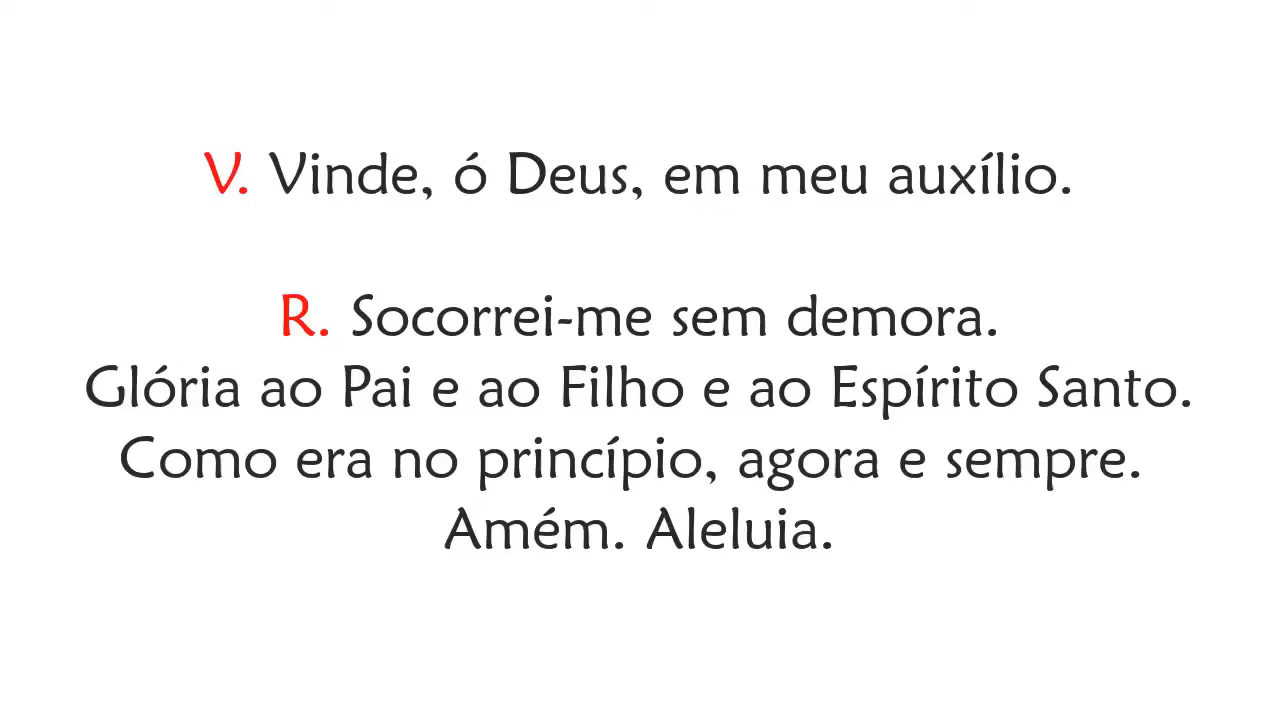 V. Vinde, ó Deus, em meu auxílio.
R. Socorrei-me sem demora.
Glória ao Pai e ao Filho e ao Espírito Santo.
Como era no princípio, agora e sempre.
Amém. Aleluia.